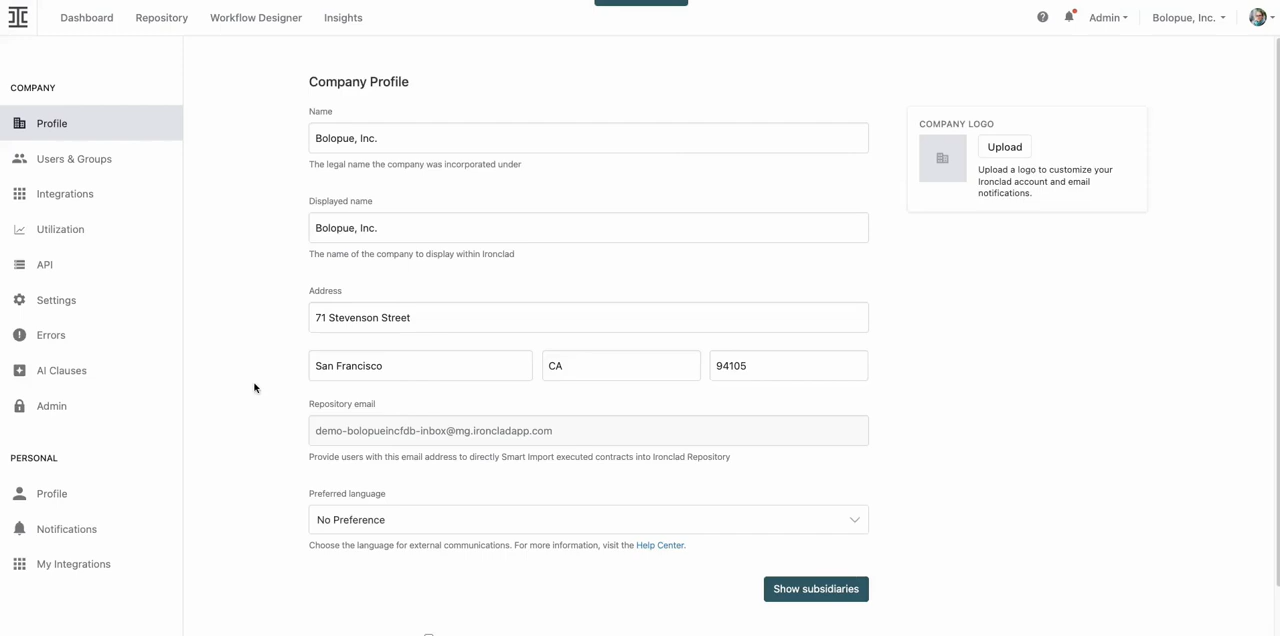 Dashboard Repository Workflow Designer Insights Admin Bolopue, Inc.
COMPANY
Profile
Users & Groups
Integrations
Utilization
API
Settings
Errors
AI Clauses
Admin
PERSONAL
Profile
Notifications
My Integrations
Company Profile
Name
Bolopue, Inc.
The legal name the company was incorporated under
Displayed name
Bolopue, Inc.
The name of the company to display within Ironclad
Address
71 Stevenson Street
San Francisco CA 94105
Repository email
demo-bolopueincfdb-inbox@mg.ironcladapp.com
Provide users with this email address to directly Smart Import executed contracts into Ironclad Repository
Preferred language
No Preference
Choose the language for external communications. For more information, visit the Help Center.
Show subsidiaries
COMPANY LOGO
Upload
Upload a logo to customize your
Ironclad account and email
notifications.